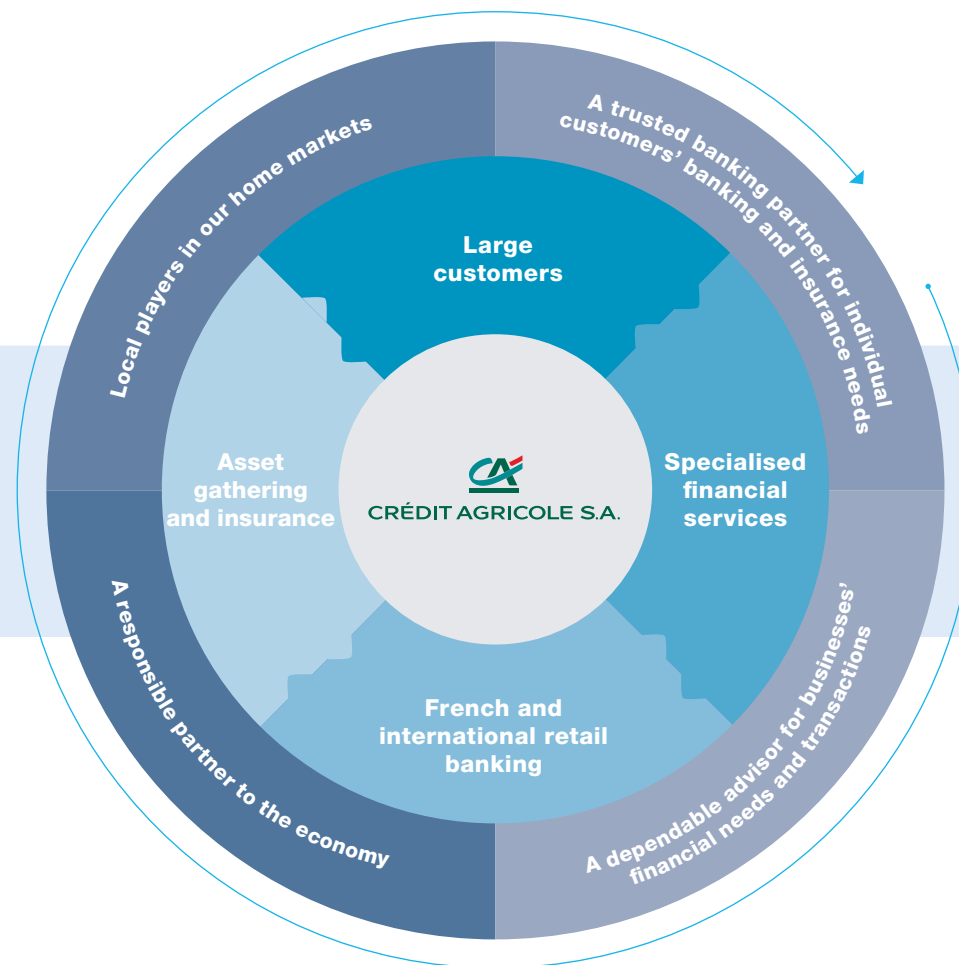 Local players in our home markets
A trusted banking partner for individual
customers’ banking and insurance needs
Large
customers
Asset
gathering
and insurance
CRÉDIT AGRICOLE S.A.
Specialised
financial
services
French and
international retail
banking
A responsible partner to the economy
A dependable advisor for businesses’
financial needs and transactions